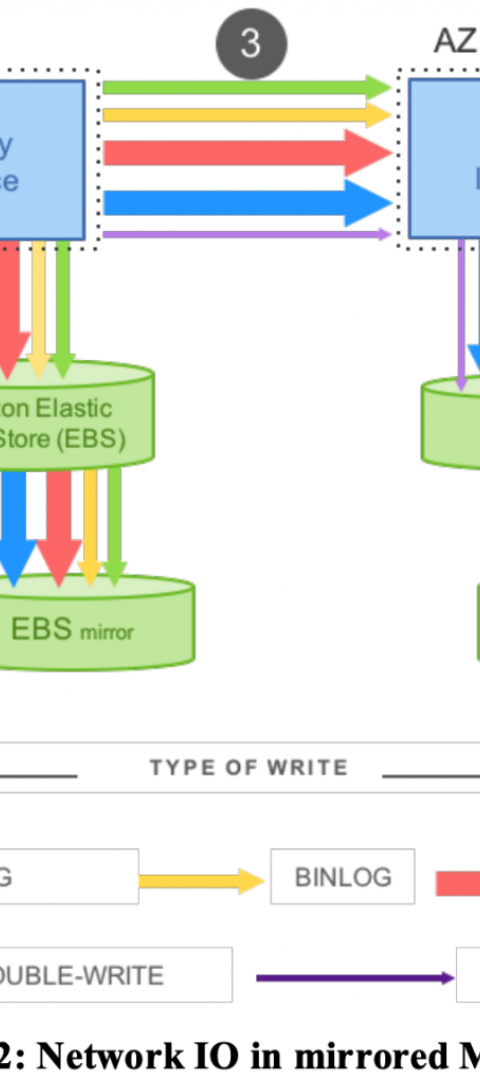 3
AZ
y
ce
on Elastic
Store (EBS)
EBS mirror
TYPE OF WRITE
G
BINLOG
OUBLE-WRITE
2: Network IO in mirrored M